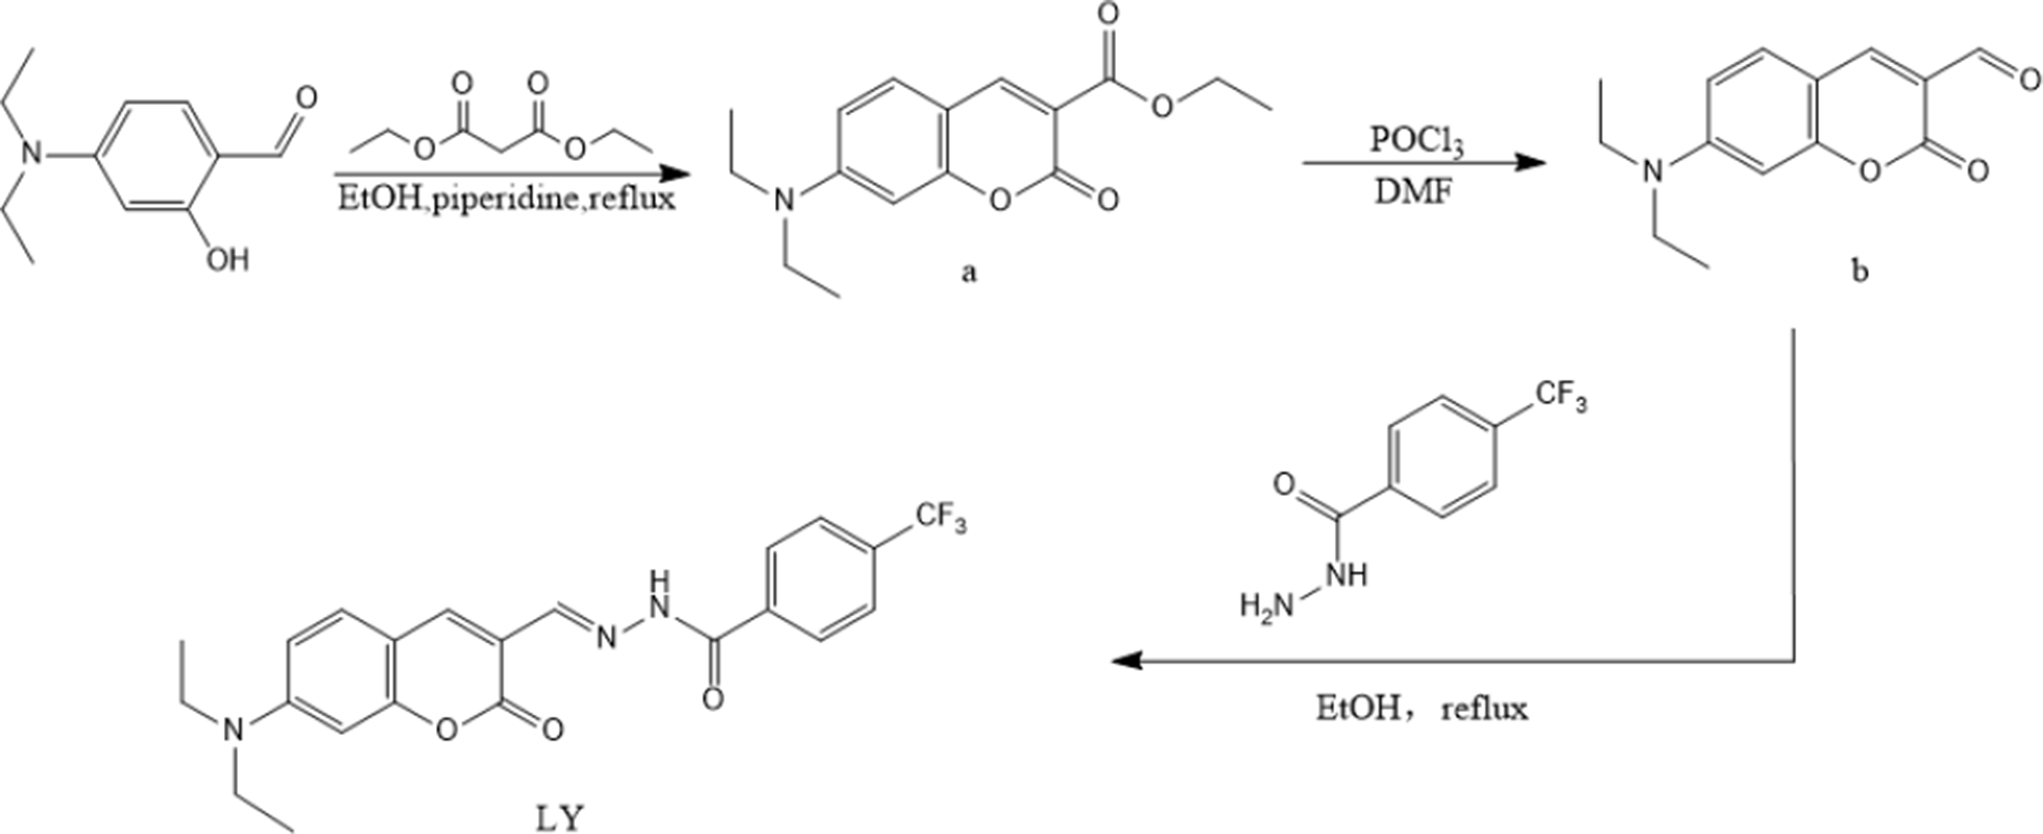 O
O O
O
O
O
N
OH
EtOH,piperidine,reflux
O
O
N
O
O
a
POCl3
DMF
O
N
O
O
b
CF3
O
NH
H2N
EtOH, reflux
CF3
H
N
N
O
N
O
O
LY